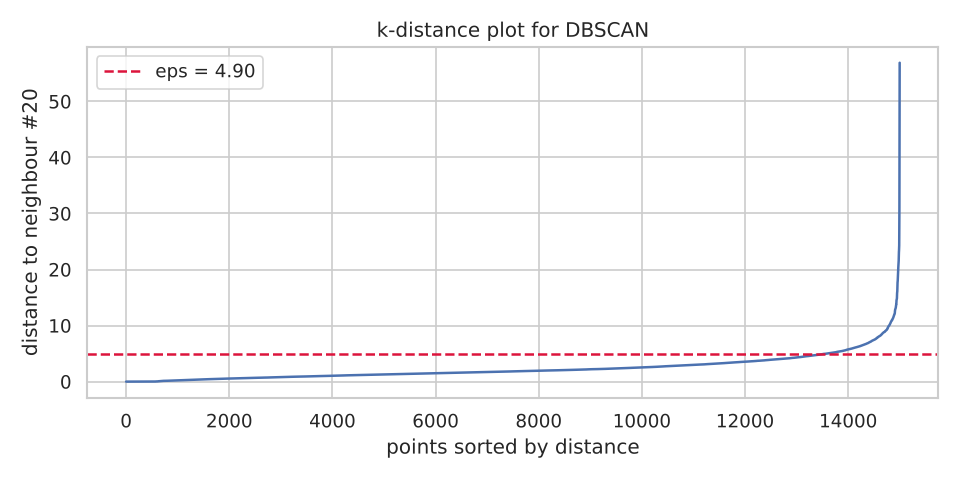 k-distance plot for DBSCAN
eps = 4.90
distance to neighbour #20
50
40
30
20
10
0
0 2000 4000 6000 8000 10000 12000 14000
points sorted by distance